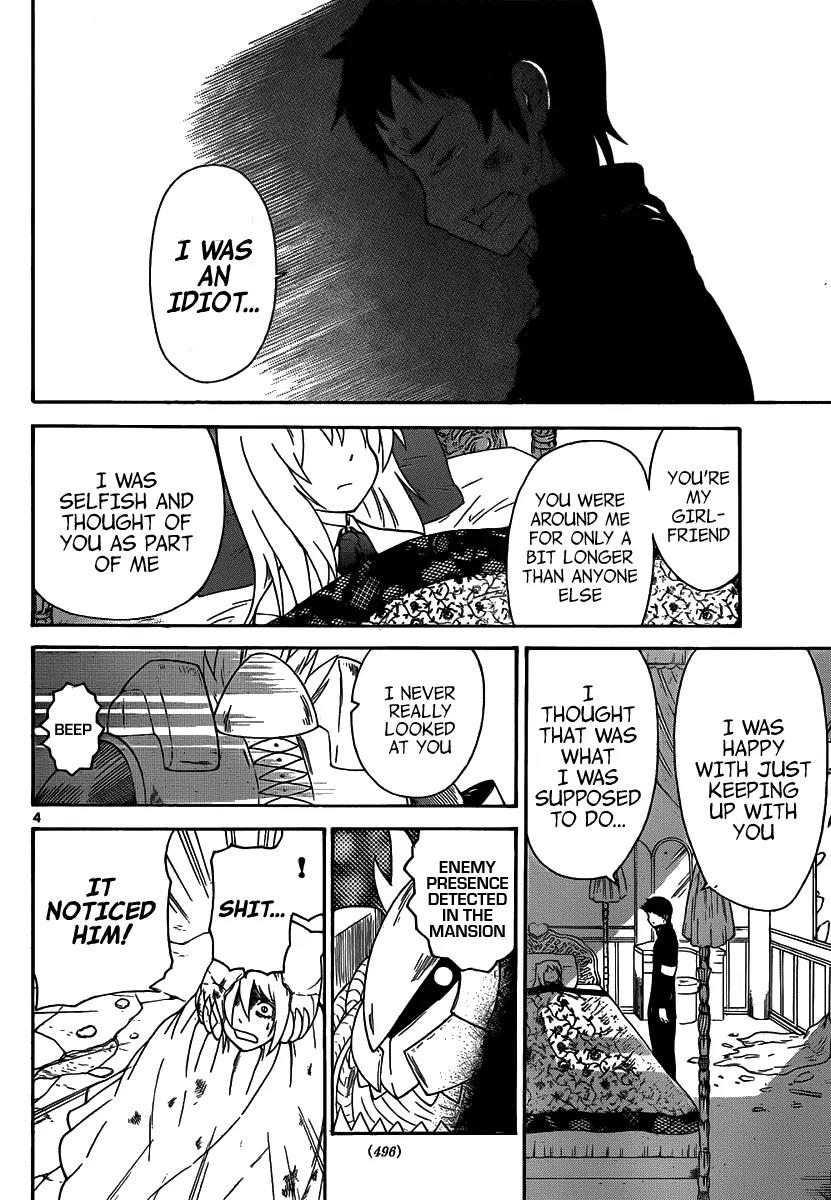 I WAS
AN
IDIOT...
YOU'RE
MY
GIRL-
FRIEND
YOU WERE
AROUND ME
FOR ONLY A
BIT LONGER
THAN ANYONE
ELSE
I WAS
SELFISH AND
THOUGHT OF
YOU AS PART
OF ME
I WAS
HAPPY
WITH JUST
KEEPING
UP WITH
YOU
I
THOUGHT
THAT WAS
WHAT
I WAS
SUPPOSED
TO DO...
I NEVER
REALLY
LOOKED
AT YOU
BEEP
4
ENEMY
PRESENCE
DETECTED
IN THE
MANSION
!
SHIT...
IT
NOTICED
HIM!
(496)